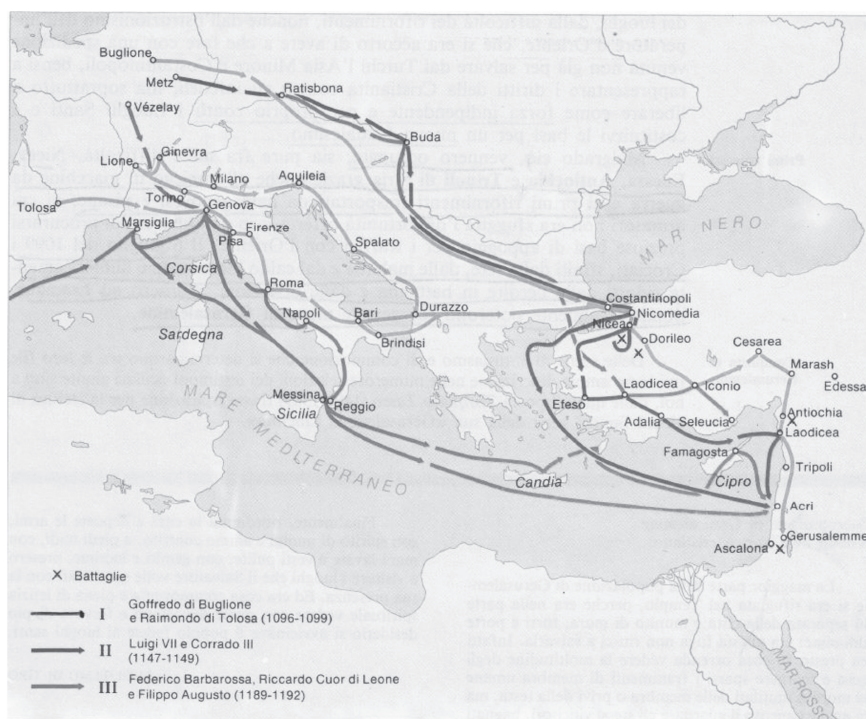 Buglione
Metz
Ratisbona
Vézelay
Buda
Lione
Ginevra
Milano
Aquileia
Torino
Tolosa
Genova
Marsiglia
Firenze
Pisa
Spalato
MAR NERO
Corsica
Roma
Costantinopoli
Nicomedia
Napoli
Bari
Durazzo
Nicea
Sardegna
Brindisi
Dorileo
Cesarea
Marash
Edessa
Messina
Reggio
Sicilia
Efeso
Laodicea
Iconio
Adalia
Seleucia
Antiochia
Laodicea
Famagosta
MARE MEDITERRANEO
Candia
Cipro
Tripoli
Acri
Gerusalemme
Ascalona
MAR ROSSO
X Battaglie
I Goffredo di Buglione
e Raimondo di Tolosa (1096-1099)
II Luigi VII e Corrado III
(1147-1149)
III Federico Barbarossa, Riccardo Cuor di Leone
e Filippo Augusto (1189-1192)